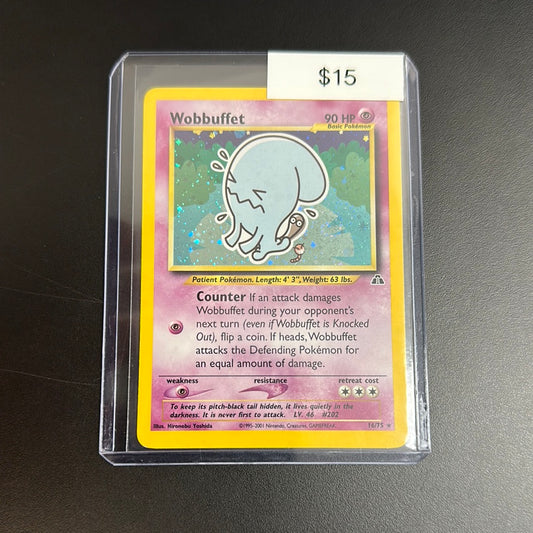 $15
Wobbuffet 90 HP
Basic Pokémon
Patient Pokémon. Length: 4' 3", Weight: 63 lbs.
Counter If an attack damages
Wobbuffet during your opponent's
next turn (even if Wobbuffet is Knocked
Out), flip a coin. If heads, Wobbuffet
attacks the Defending Pokémon for
an equal amount of damage.
weakness resistance retreat cost
To keep its pitch-black tail hidden, it lives quietly in the
darkness. It is never first to attack. LV. 46 #202
Illus. Hironobu Yoshida ©1995-2001 Nintendo, Creatures, GAMEFREAK. 16/75 ★